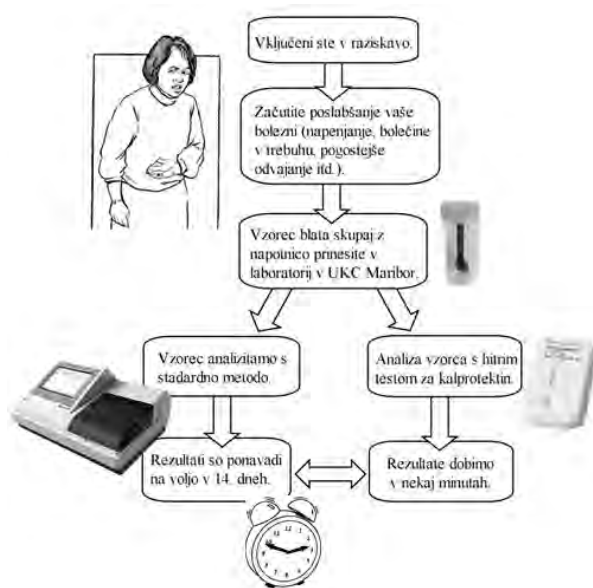 Vključeni ste v raziskavo.
Začutite poslabšanje vaše
bolezni (napenjanje, bolečine
v trebuhu, pogostejše
odvajanje itd.).
Vzorec blata skupaj z
napotnico prinesite v
laboratorij v UKC Maribor.
Vzorec analizitamo s
stadardno metodo.
Analiza vzorca s hitrim
testom za kalprotektin.
Rezultati so ponavadi
na voljo v 14. dneh.
Rezultate dobimo
v nekaj minutah.